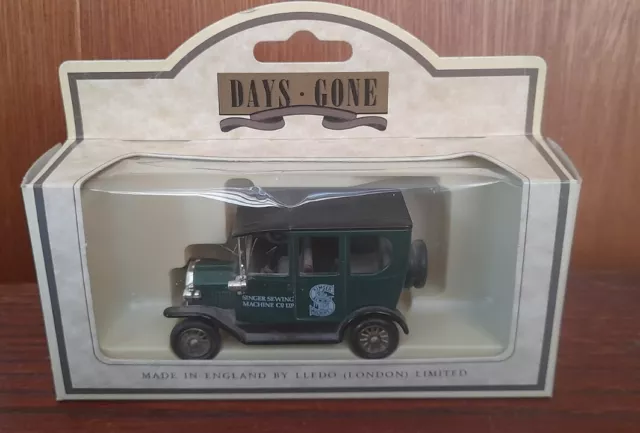 DAYS · GONE
SINGER SEWING
MACHINE Co LTD
S
MADE IN ENGLAND BY LLEDO (LONDON) LIMITED